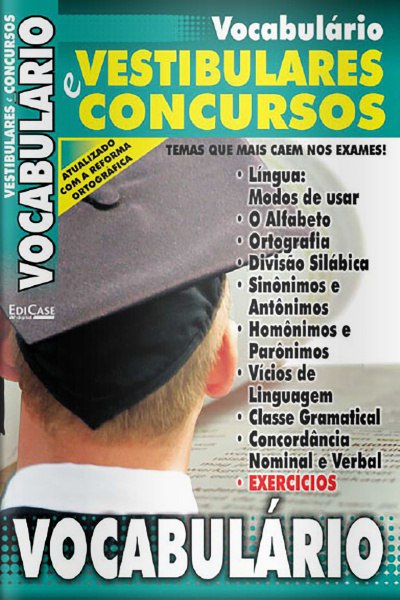 VESTIBULARES e CONCURSOS
VOCABULÁRIO
EDICASE
Vocabulário
VESTIBULARES
e CONCURSOS
ATUALIZADO
COM A REFORMA
ORTOGRÁFICA
TEMAS QUE MAIS CAEM NOS EXAMES!
• Língua:
Modos de usar
• O Alfabeto
• Ortografia
• Divisão Silábica
• Sinônimos e
Antônimos
• Homônimos e
Parônimos
• Vícios de
Linguagem
• Classe Gramatical
• Concordância
Nominal e Verbal
• EXERCÍCIOS
VOCABULÁRIO